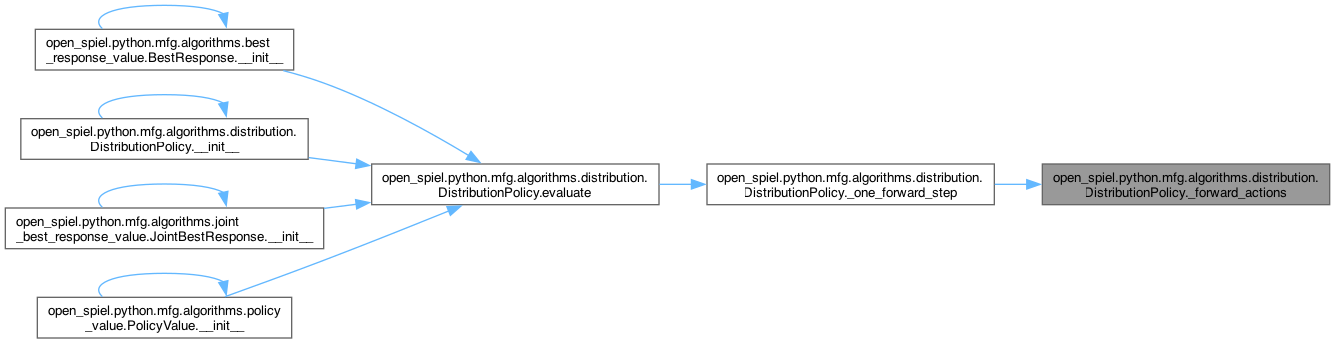 open_spiel.python.mfg.algorithms.best
_response_value.BestResponse.__init__
open_spiel.python.mfg.algorithms.distribution.
DistributionPolicy.__init__
open_spiel.python.mfg.algorithms.joint
_best_response_value.JointBestResponse.__init__
open_spiel.python.mfg.algorithms.policy
_value.PolicyValue.__init__
open_spiel.python.mfg.algorithms.distribution.
DistributionPolicy.evaluate
open_spiel.python.mfg.algorithms.distribution.
DistributionPolicy._one_forward_step
open_spiel.python.mfg.algorithms.distribution.
DistributionPolicy._forward_actions